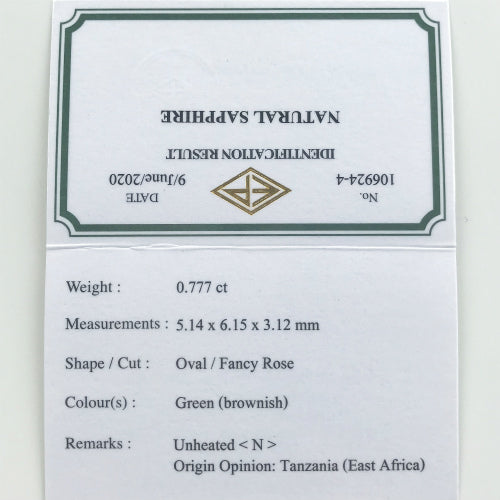 No.
106924-4
DATE
9/June/2020
IDENTIFICATION RESULT
NATURAL SAPPHIRE
Weight : 0.777 ct
Measurements : 5.14 x 6.15 x 3.12 mm
Shape / Cut : Oval / Fancy Rose
Colour(s) : Green (brownish)
Remarks : Unheated < N >
Origin Opinion: Tanzania (East Africa)